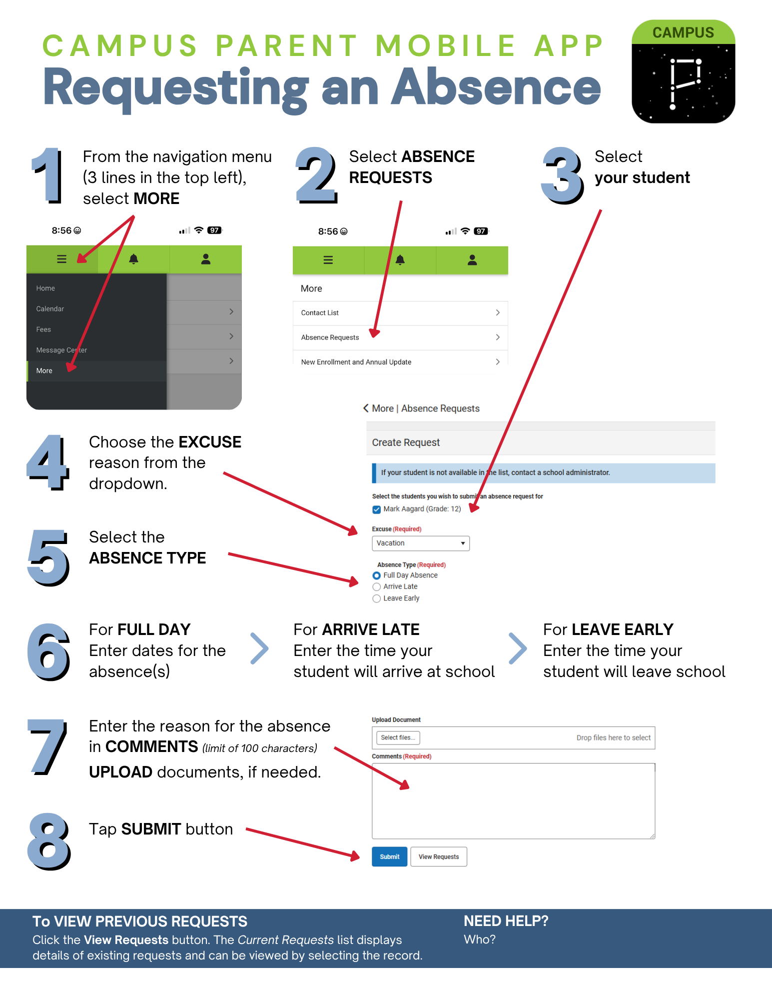 CAMPUS PARENT MOBILE APP
Requesting an Absence
CAMPUS
1
From the navigation menu
(3 lines in the top left),
select MORE
2
Select ABSENCE
REQUESTS
3
Select
your student
8:56
97
Home
Calendar
Fees
Message Center
More
8:56
97
More
Contact List
Absence Requests
New Enrollment and Annual Update
More | Absence Requests
Create Request
If your student is not available in the list, contact a school administrator.
Select the students you wish to submit an absence request for
Mark Aagard (Grade: 12)
Excuse (Required)
Vacation
Absence Type (Required)
Full Day Absence
Arrive Late
Leave Early
4
Choose the EXCUSE
reason from the
dropdown.
5
Select the
ABSENCE TYPE
6
For FULL DAY
Enter dates for the
absence(s)
For ARRIVE LATE
Enter the time your
student will arrive at school
For LEAVE EARLY
Enter the time your
student will leave school
7
Enter the reason for the absence
in COMMENTS (limit of 100 characters)
UPLOAD documents, if needed.
Upload Document
Select files...
Drop files here to select
Comments (Required)
8
Tap SUBMIT button
Submit
View Requests
To VIEW PREVIOUS REQUESTS
Click the View Requests button. The Current Requests list displays
details of existing requests and can be viewed by selecting the record.
NEED HELP?
Who?